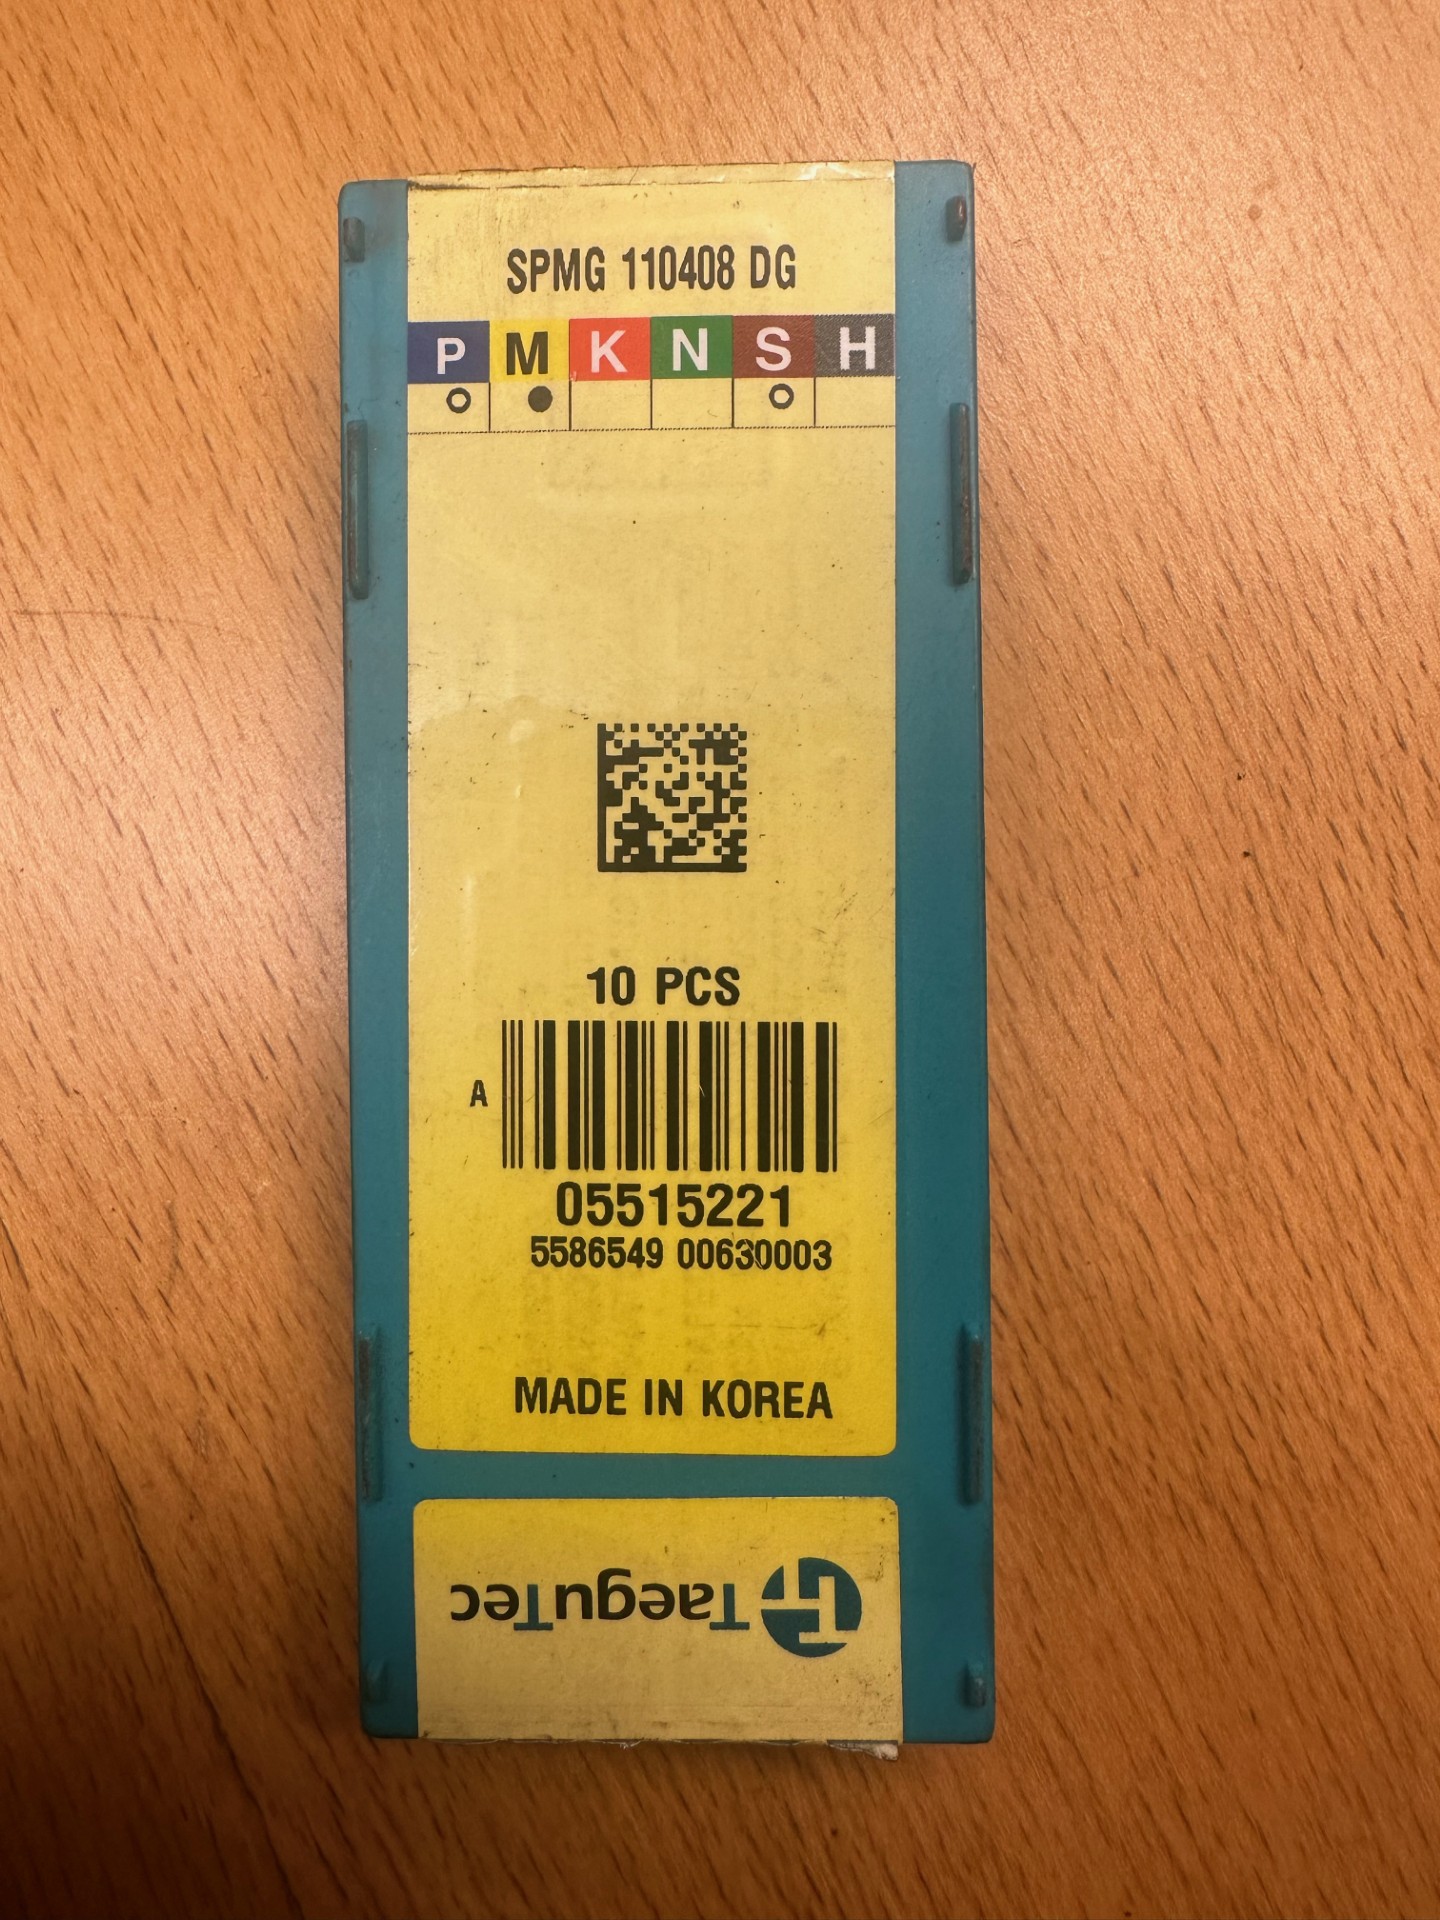 SPMG 110408 DG
P M K N S H
10 PCS
A
05515221
5586549 00630003
MADE IN KOREA
TaeguTec